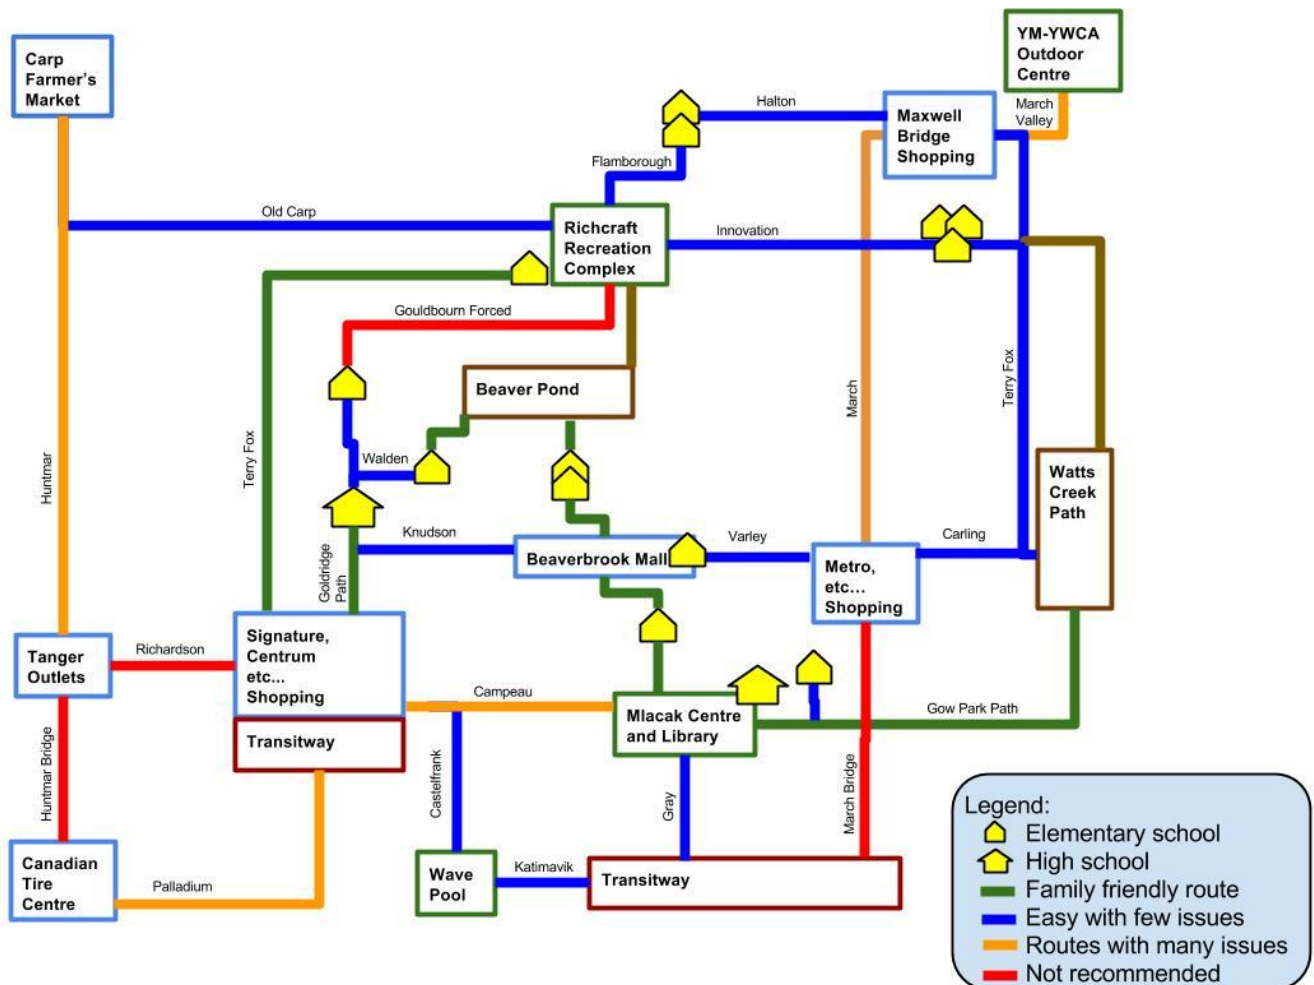 Carp
Farmer's
Market
YM-YWCA
Outdoor
Centre
March
Valley
Halton
Maxwell
Bridge
Shopping
Flamborough
Old Carp
Richcraft
Recreation
Complex
Innovation
Gouldbourn Forced
Beaver Pond
March
Terry Fox
Terry Fox
Huntmar
Walden
Watts
Creek
Path
Knudson
Beaverbrook Mall
Varley
Carling
Metro,
etc...
Shopping
Goldridge
Path
Signature,
Centrum
etc...
Shopping
Tanger
Outlets
Richardson
Campeau
Mlacak Centre
and Library
Gow Park Path
Transitway
Huntmar Bridge
Castelfrank
Gray
March Bridge
Canadian
Tire
Centre
Palladium
Wave
Pool
Katimavik
Transitway
Legend:
Elementary school
High school
Family friendly route
Easy with few issues
Routes with many issues
Not recommended